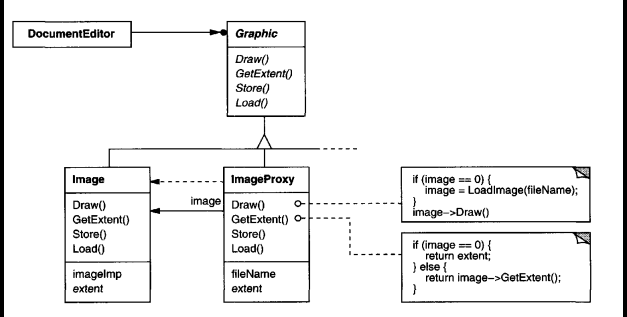 DocumentEditor
Graphic
Draw()
GetExtent()
Store()
Load()
Image
Draw()
GetExtent()
Store()
Load()
imageImp
extent
image
ImageProxy
Draw()
GetExtent()
Store()
Load()
fileName
extent
if (image == 0) {
image = LoadImage(fileName);
}
image->Draw()
if (image == 0) {
return extent;
} else {
return image->GetExtent();
}